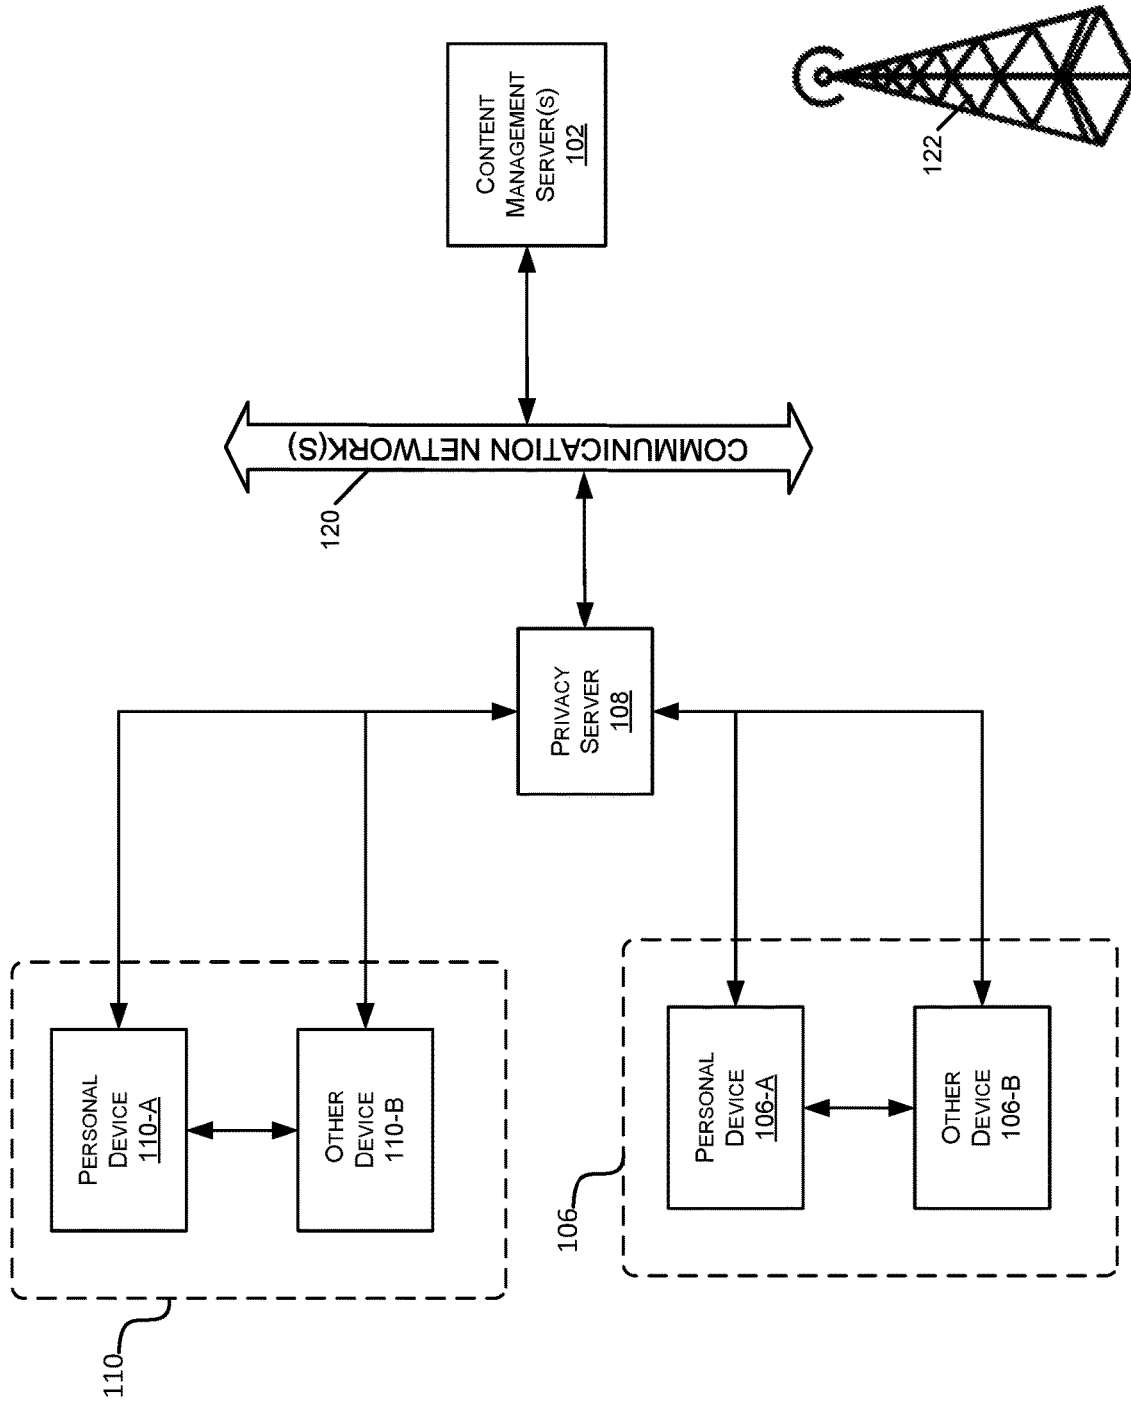 110
PERSONAL
DEVICE
110-A
OTHER
DEVICE
110-B
106
PERSONAL
DEVICE
106-A
OTHER
DEVICE
106-B
PRIVACY
SERVER
108
120
COMMUNICATION NETWORK(S)
CONTENT
MANAGEMENT
SERVER(S)
102
122